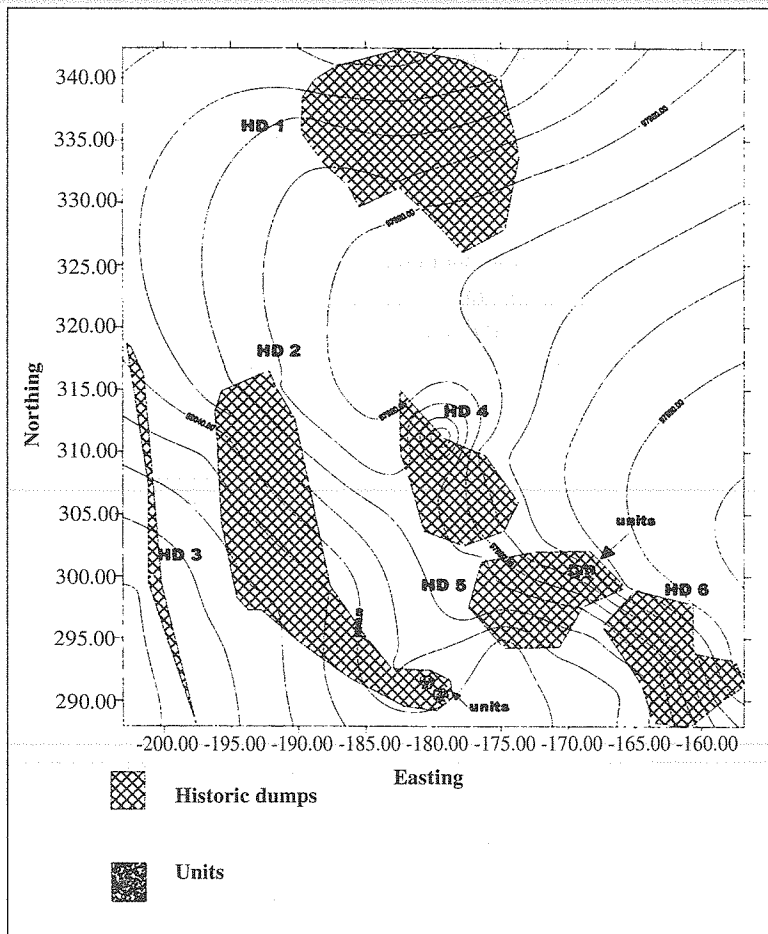 340.00
HD 1
335.00
330.00
325.00
320.00
HD 2
315.00
HD 4
310.00
Northing
305.00
units
HD 3
300.00
HD 5
HD 6
295.00
290.00
units
-200.00 -195.00 -190.00 -185.00 -180.00 -175.00 -170.00 -165.00 -160.00
Easting
Historic dumps
Units